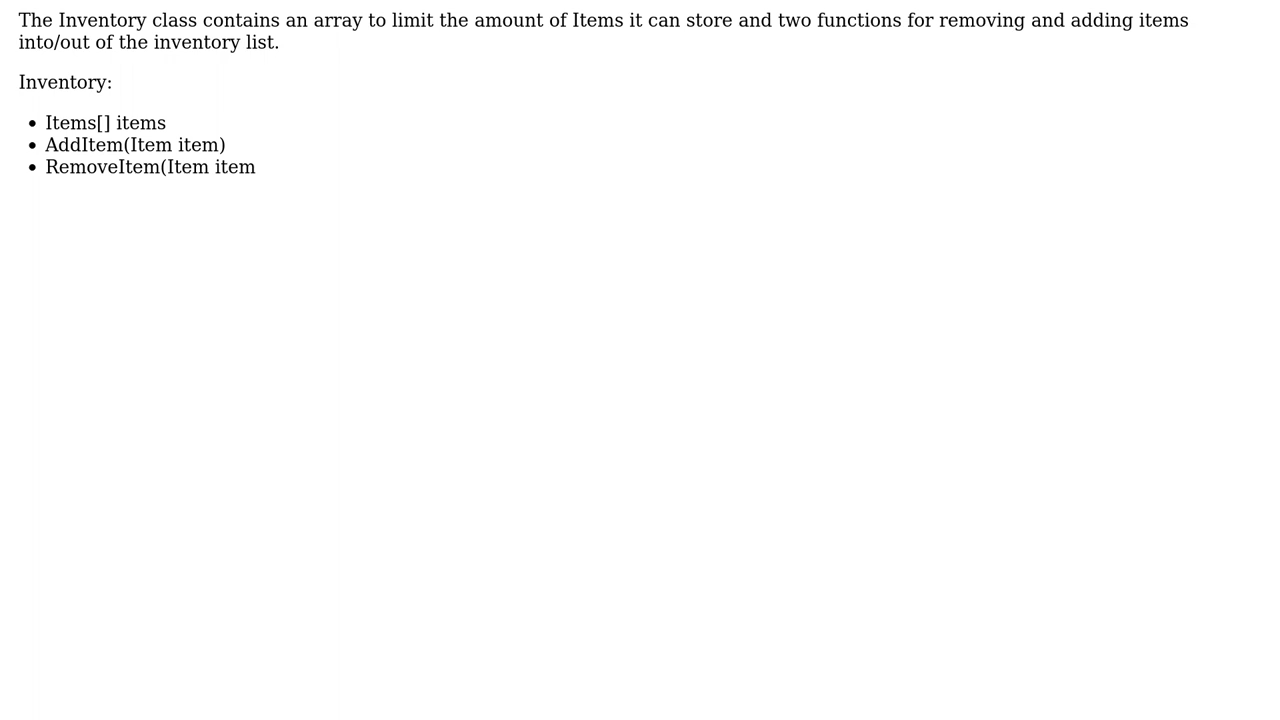 The Inventory class contains an array to limit the amount of Items it can store and two functions for removing and adding items
into/out of the inventory list.
Inventory:
• Items[] items
• AddItem(Item item)
• RemoveItem(Item item